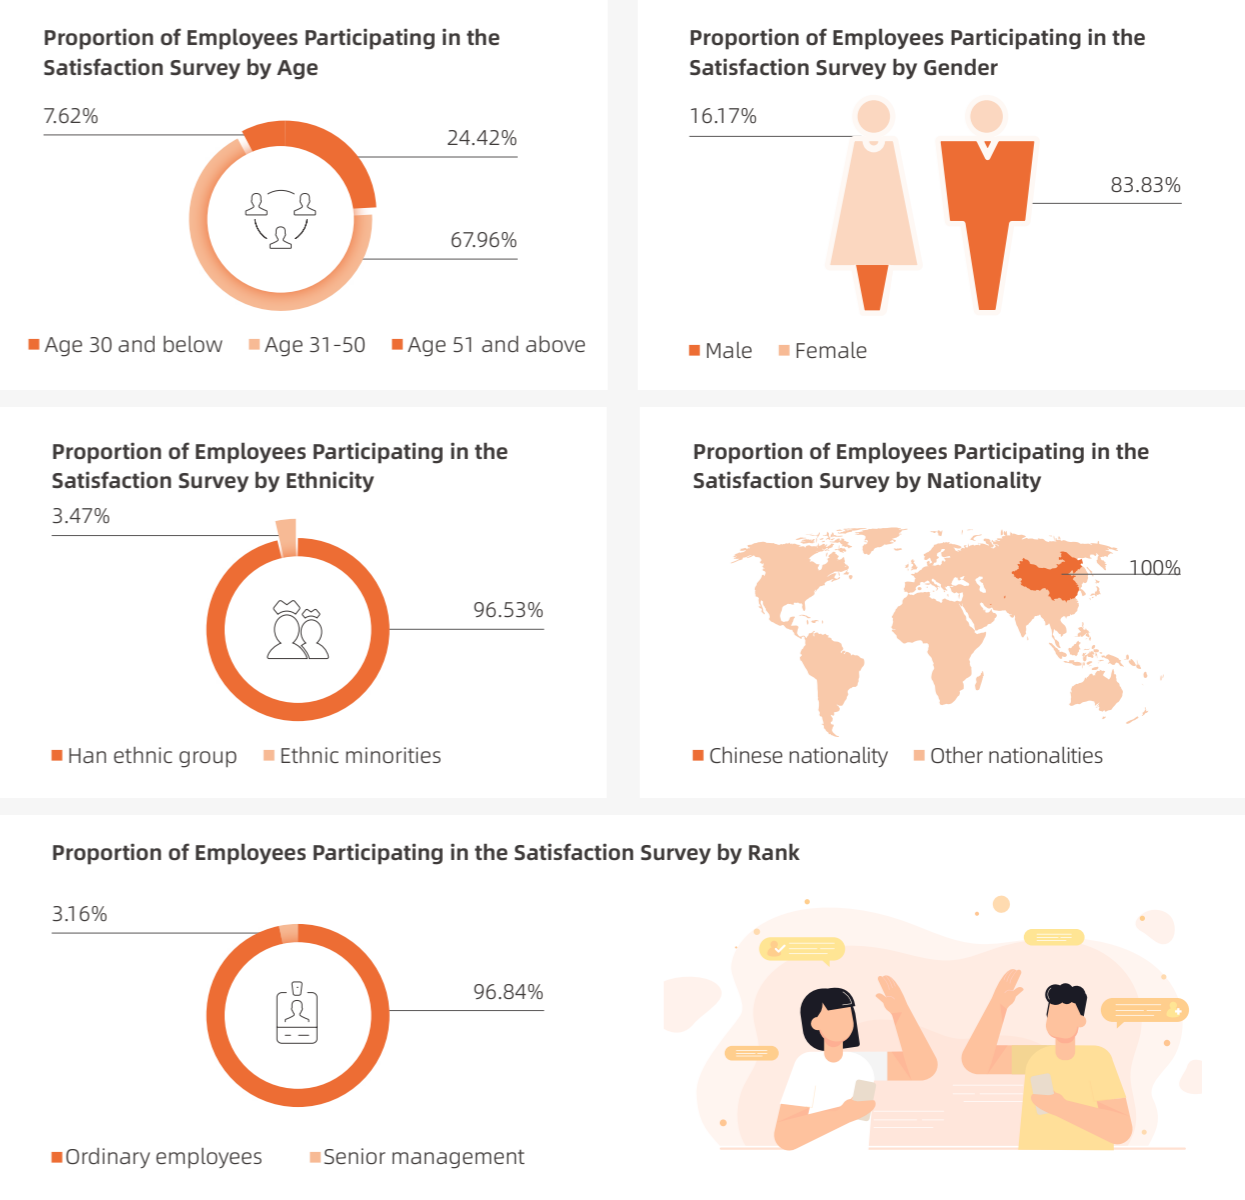 Proportion of Employees Participating in the
Satisfaction Survey by Age
7.62%
24.42%
67.96%
Age 30 and below
Age 31-50
Age 51 and above
Proportion of Employees Participating in the
Satisfaction Survey by Gender
16.17%
83.83%
Male
Female
Proportion of Employees Participating in the
Satisfaction Survey by Ethnicity
3.47%
96.53%
Han ethnic group
Ethnic minorities
Proportion of Employees Participating in the
Satisfaction Survey by Nationality
100%
Chinese nationality
Other nationalities
Proportion of Employees Participating in the Satisfaction Survey by Rank
3.16%
96.84%
Ordinary employees
Senior management